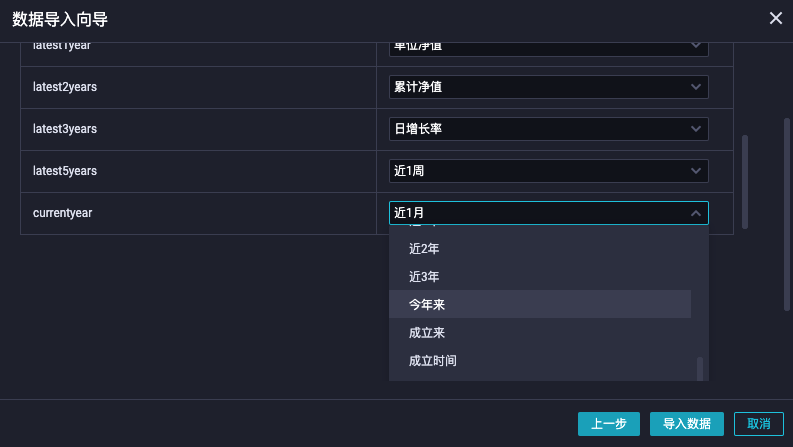 数据导入向导
latest1year 单位净值
latest2years 累计净值
latest3years 日增长率
latest5years 近1周
currentyear 近1月
近2年
近3年
今年来
成立来
成立时间
上一步 导入数据 取消